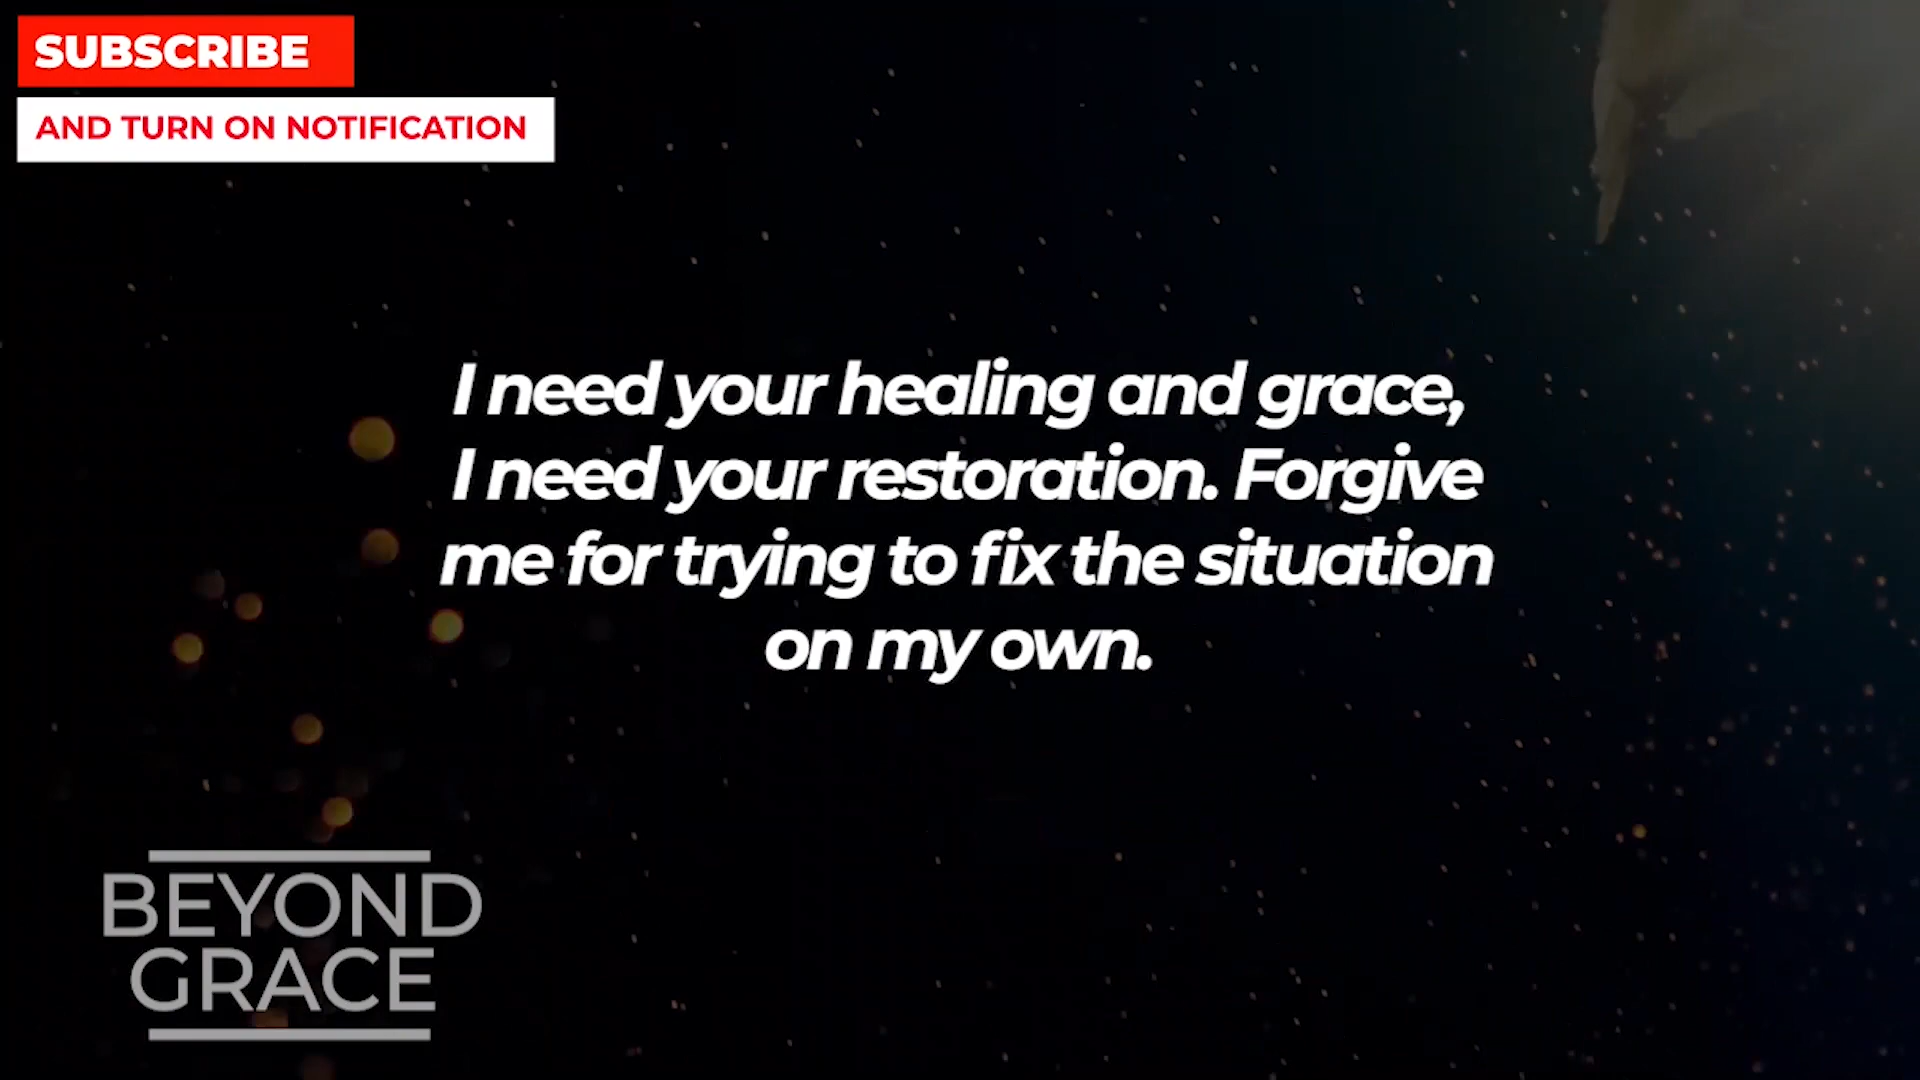 SUBSCRIBE
AND TURN ON NOTIFICATION
I need your healing and grace,
I need your restoration. Forgive
me for trying to fix the situation
on my own.
BEYOND
GRACE